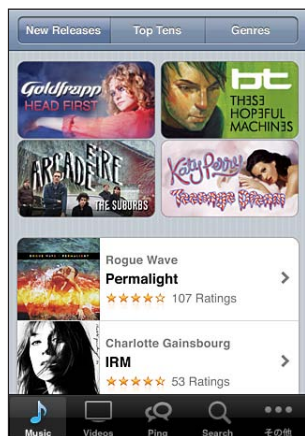 New Releases Top Tens Genres
Goldfrapp
HEAD FIRST
bt
THESE
HOPEFUL
MACHINES
ARCADE FIRE
THE SUBURBS
Katy Perry
Teenage Dream
Rogue Wave
Permalight
107 Ratings
Charlotte Gainsbourg
IRM
53 Ratings
Music Videos Ping Search その他